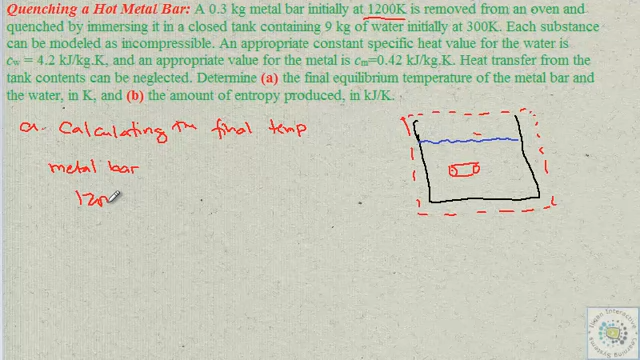 Quenching a Hot Metal Bar: A 0.3 kg metal bar initially at 1200K is removed from an oven and
quenched by immersing it in a closed tank containing 9 kg of water initially at 300K. Each substance
can be modeled as incompressible. An appropriate constant specific heat value for the water is
cw = 4.2 kJ/kg.K, and an appropriate value for the metal is cm=0.42 kJ/kg.K. Heat transfer from the
tank contents can be neglected. Determine (a) the final equilibrium temperature of the metal bar and
the water, in K, and (b) the amount of entropy produced, in kJ/K.
a. Calculating the final temp
metal bar